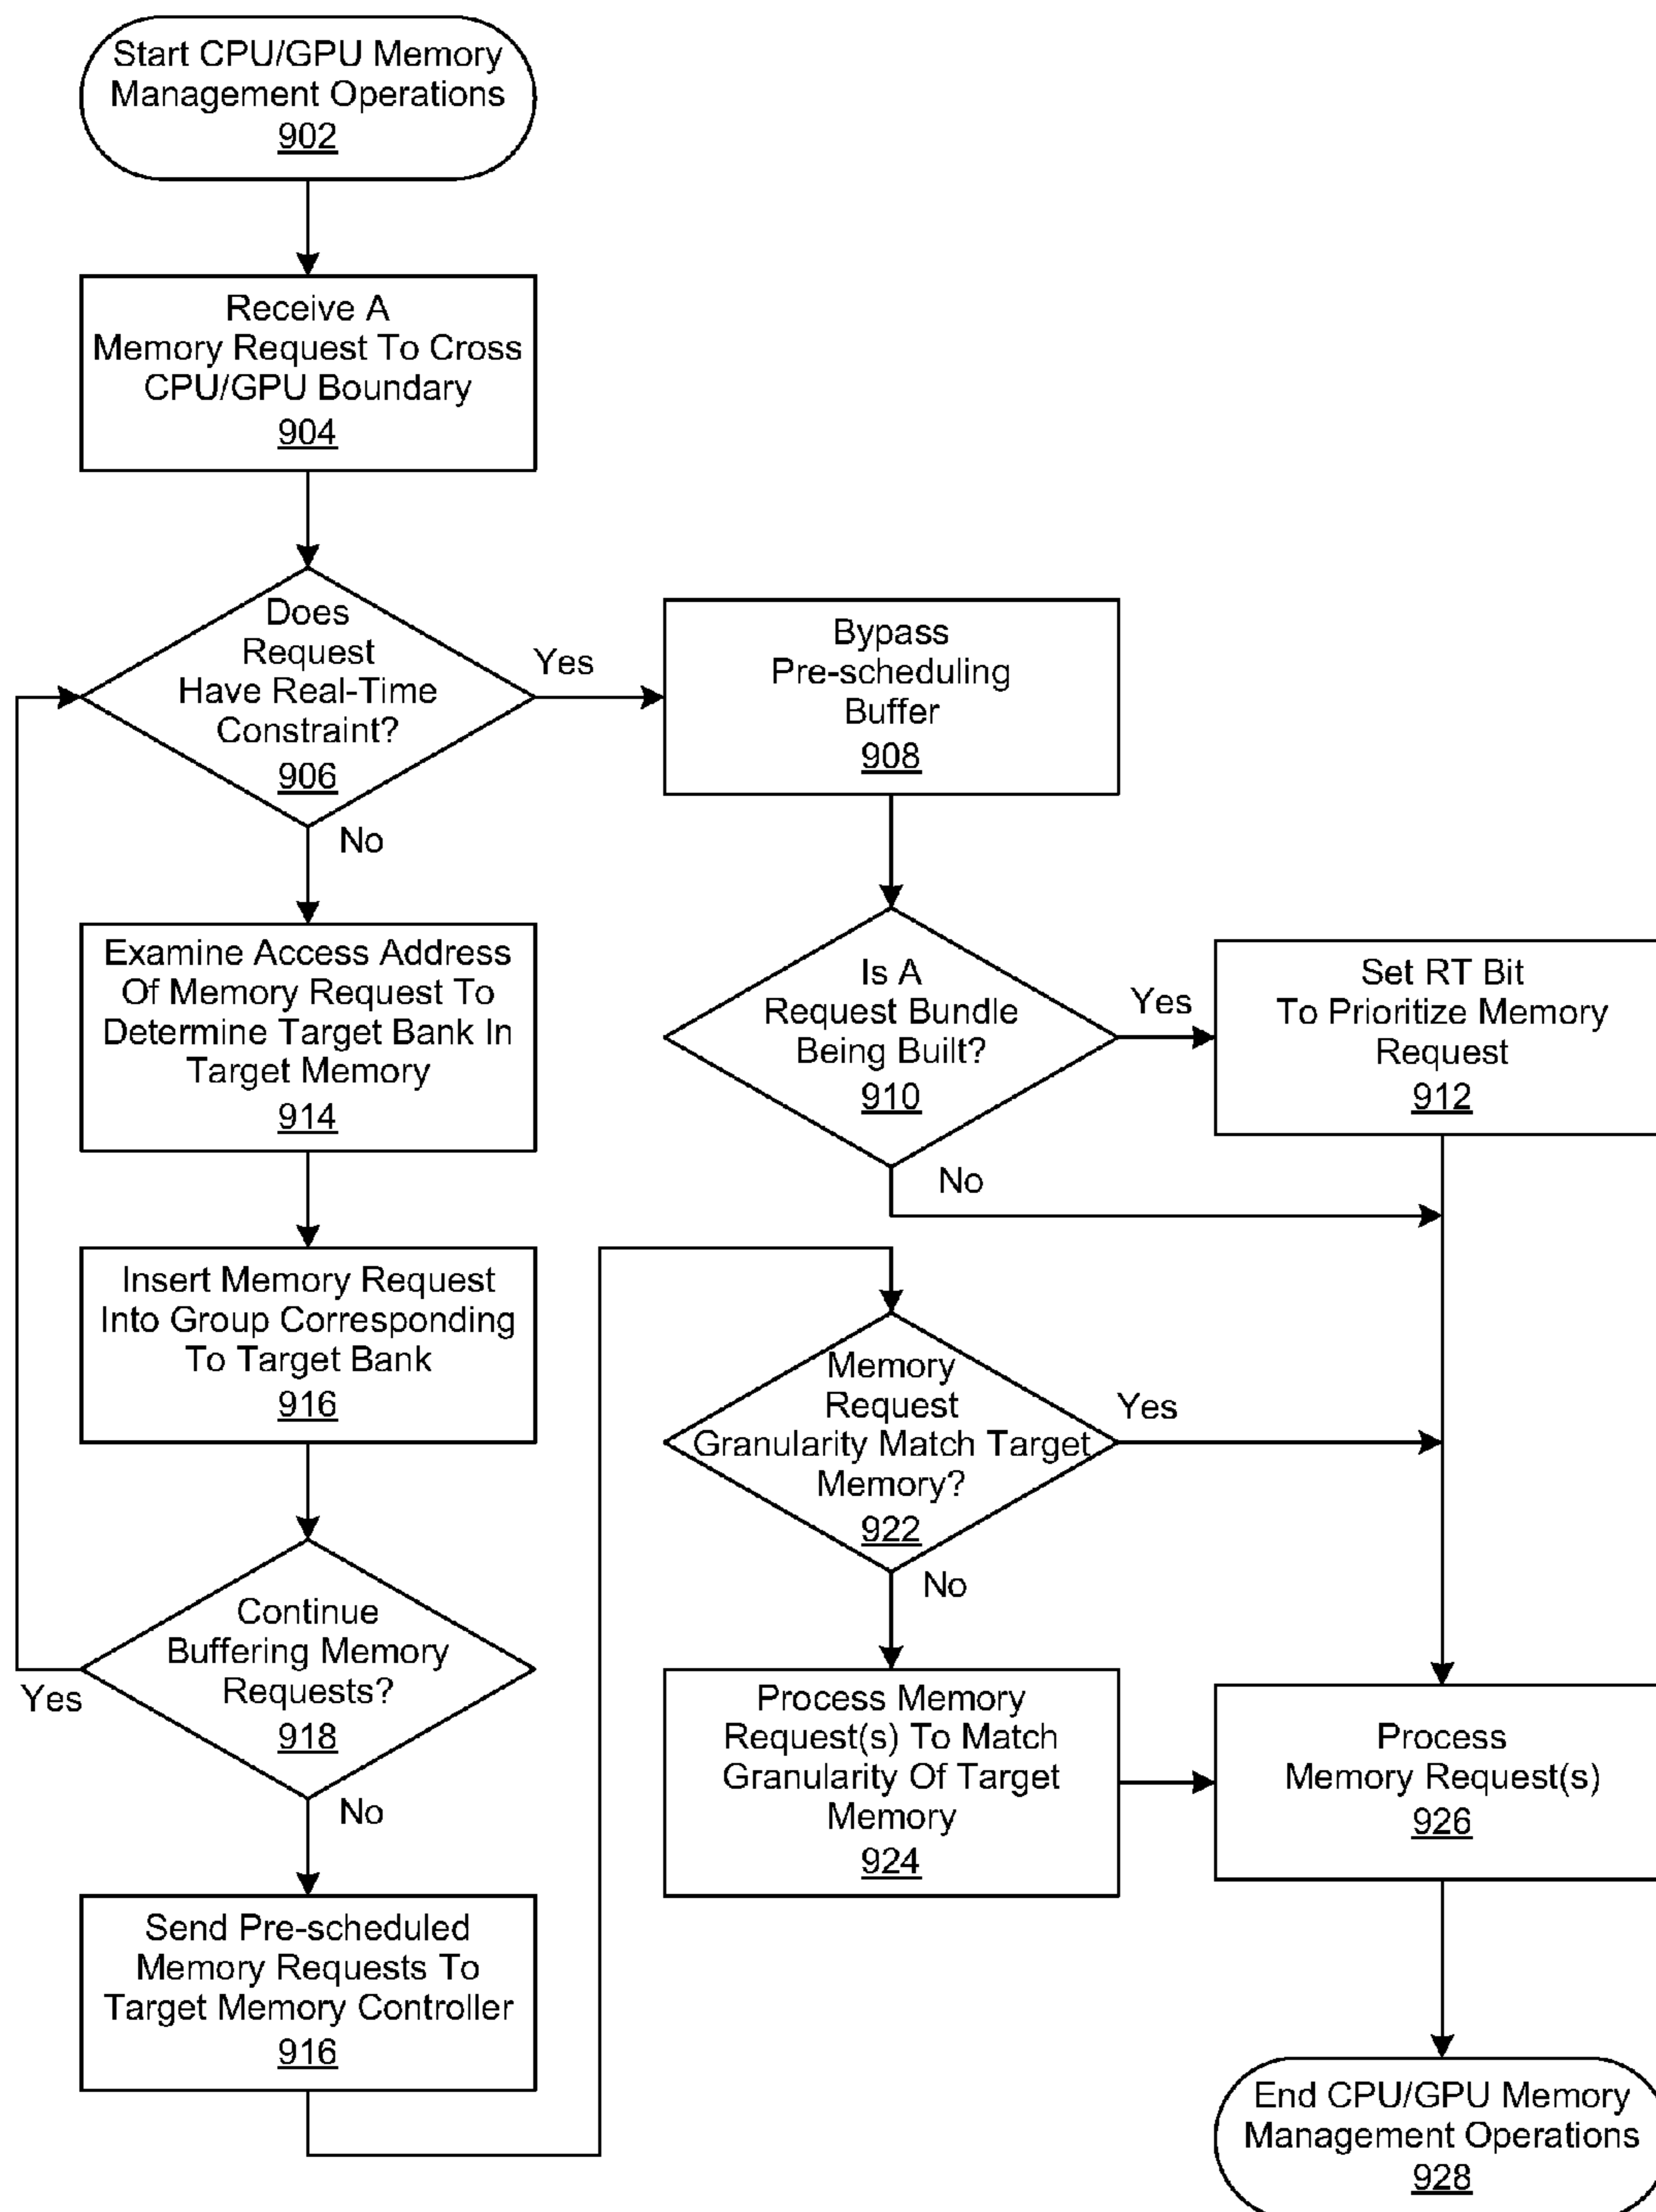 Start CPU/GPU Memory
Management Operations
902
Receive A
Memory Request To Cross
CPU/GPU Boundary
904
Does
Request
Have Real-Time
Constraint?
906
Yes
No
Bypass
Pre-scheduling
Buffer
908
Is A
Request Bundle
Being Built?
910
Yes
No
Set RT Bit
To Prioritize Memory
Request
912
Examine Access Address
Of Memory Request To
Determine Target Bank In
Target Memory
914
Insert Memory Request
Into Group Corresponding
To Target Bank
916
Continue
Buffering Memory
Requests?
918
Yes
No
Send Pre-scheduled
Memory Requests To
Target Memory Controller
916
Memory
Request
Granularity Match Target
Memory?
922
Yes
No
Process Memory
Request(s) To Match
Granularity Of Target
Memory
924
Process
Memory Request(s)
926
End CPU/GPU Memory
Management Operations
928